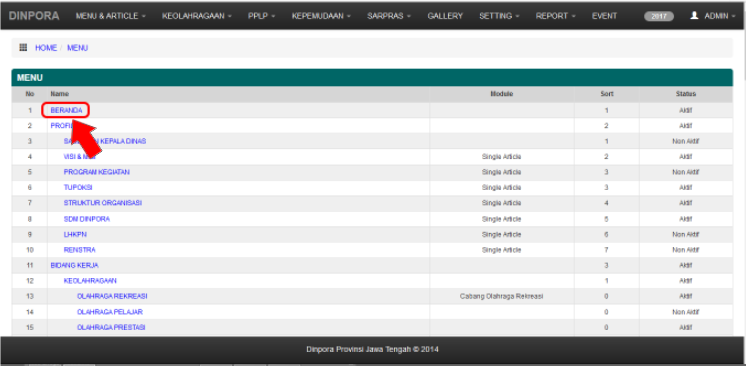 DINPORA MENU & ARTICLE KEOLAHRAGAAN PPLP KEPEMUDAAN SARPRAS GALLERY SETTING REPORT EVENT 2017 ADMIN
HOME / MENU
MENU
No Name Module Sort Status
1 BERANDA 1 Aktif
2 2 Aktif
3 KEPALA DINAS 1 Non Aktif
4 VISI & Single Article 2 Aktif
5 PROGRAM KEGIATAN Single Article 3 Non Aktif
6 TUPOKSI Single Article 3 Aktif
7 STRUKTUR ORGANISASI Single Article 4 Aktif
8 SDM DINPORA Single Article 5 Aktif
9 LHKPN Single Article 6 Non Aktif
10 RENSTRA Single Article 7 Non Aktif
11 BIDANG KERJA 3 Aktif
12 KEOLAHRAGAAN 1 Aktif
13 OLAHRAGA REKREASI Cabang Olahraga Rekreasi 0 Aktif
14 OLAHRAGA PELAJAR 0 Non Aktif
15 OLAHRAGA PRESTASI 0 Aktif
Dinpora Provinsi Jawa Tengah © 2014